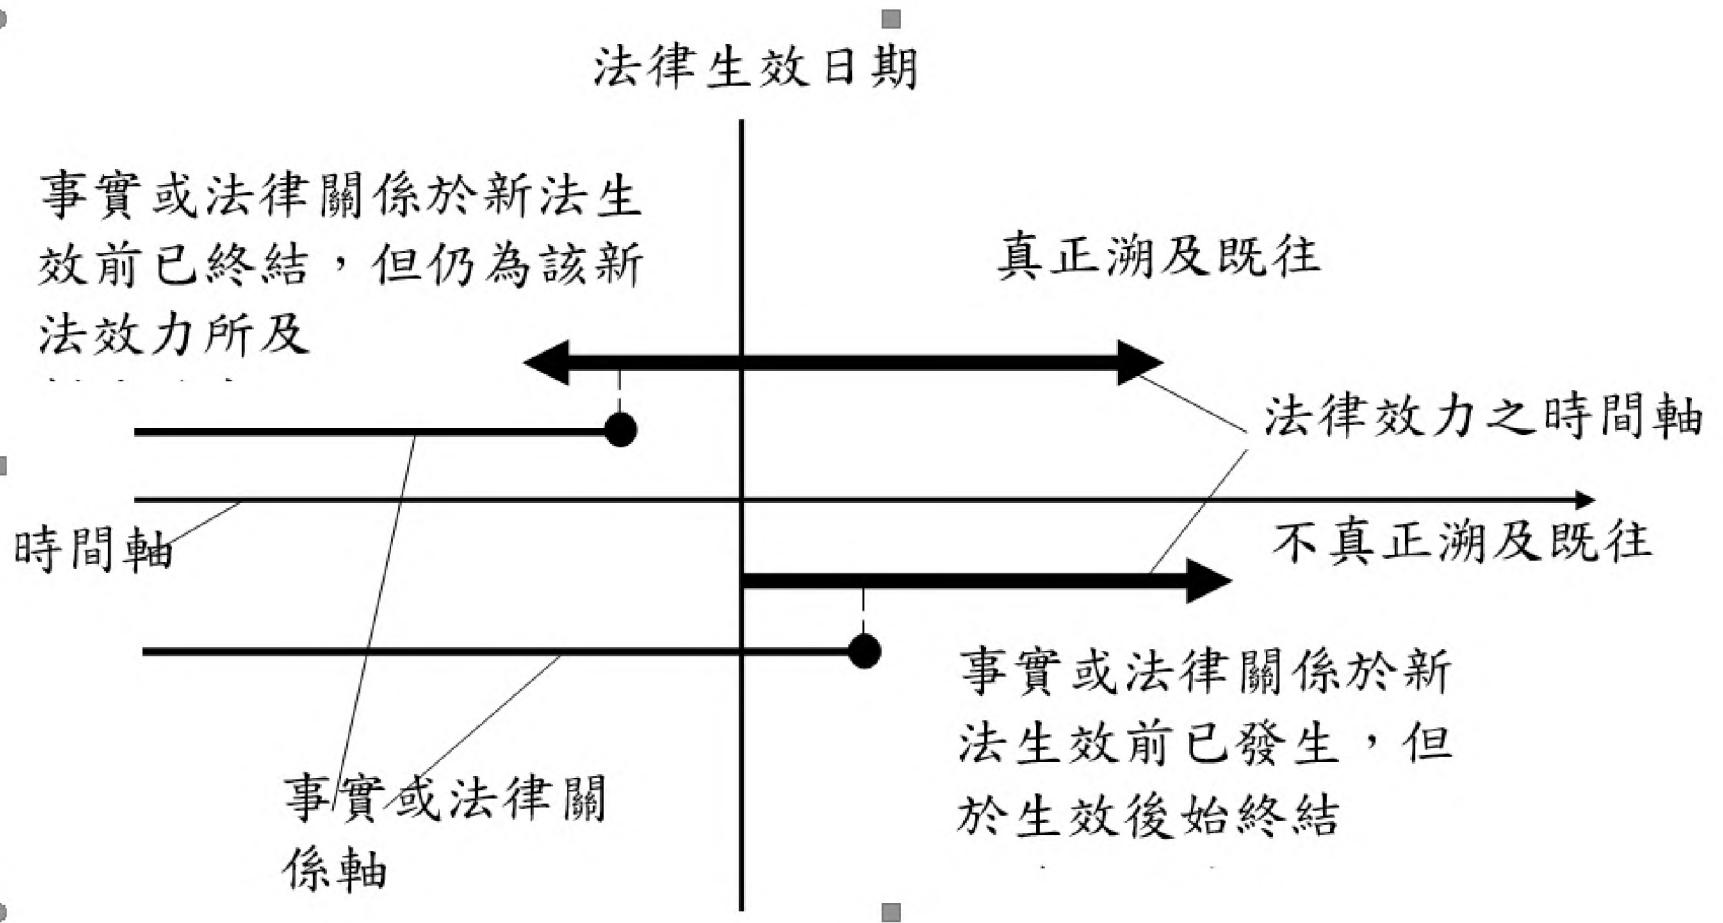 法律生效日期
事實或法律關係於新法生
效前已終結，但仍為該新
法效力所及
真正溯及既往
法律效力之時間軸
時間軸
不真正溯及既往
事實或法律關係於新
法生效前已發生，但
於生效後始終結
事實或法律關
係軸